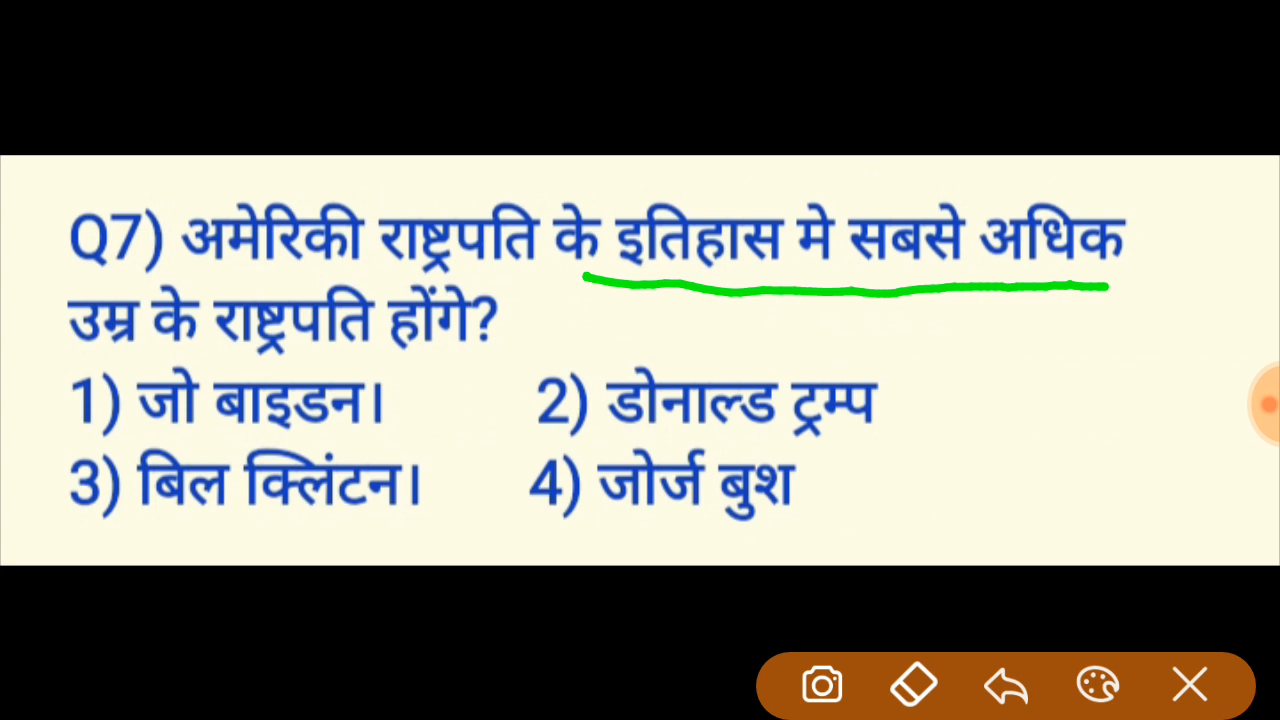 Q7) अमेरिकी राष्ट्रपति के इतिहास मे सबसे अधिक
उम्र के राष्ट्रपति होंगे?
1) जो बाइडन। 2) डोनाल्ड ट्रम्प
3) बिल क्लिंटन। 4) जोर्ज बुश